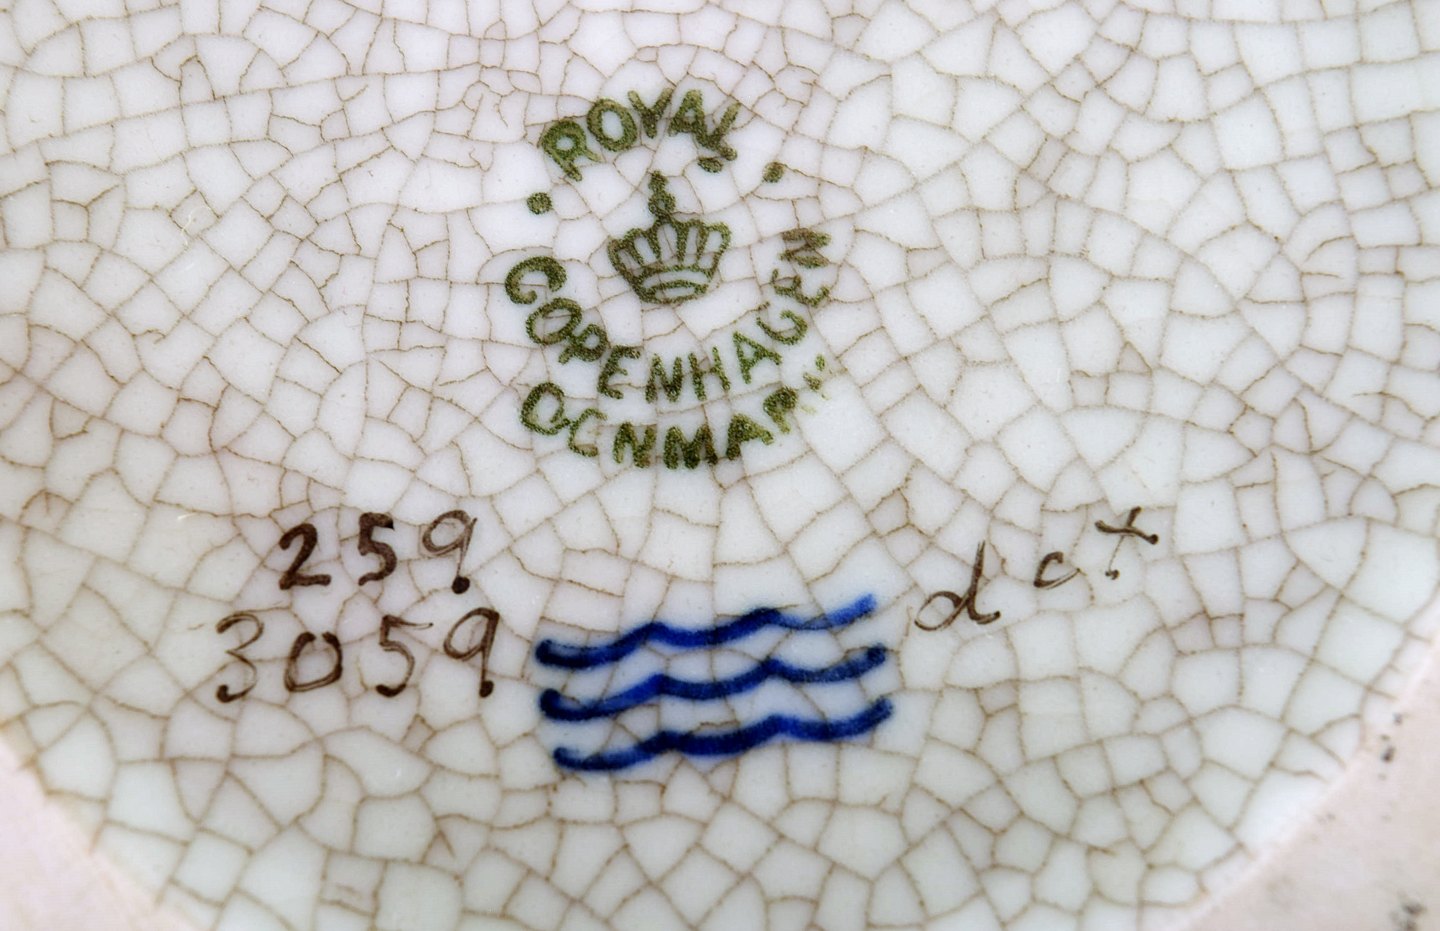 ROYAL
COPENHAGEN
DENMARK
259
3059
dct